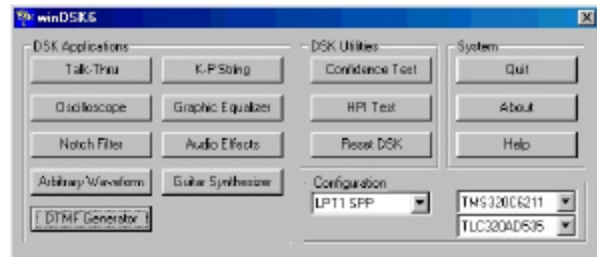 winDSK6
DSK Applications
Talk-Thru
K-P String
Oscilloscope
Graphic Equalizer
Notch Filter
Audio Effects
Arbitrary Waveform
Guitar Synthesizer
DTMF Generator
DSK Utilities
Confidence Test
HPI Test
Reset DSK
System
Quit
About
Help
Configuration
LPT1 SPP
TMS320C6211
TLC320AD535